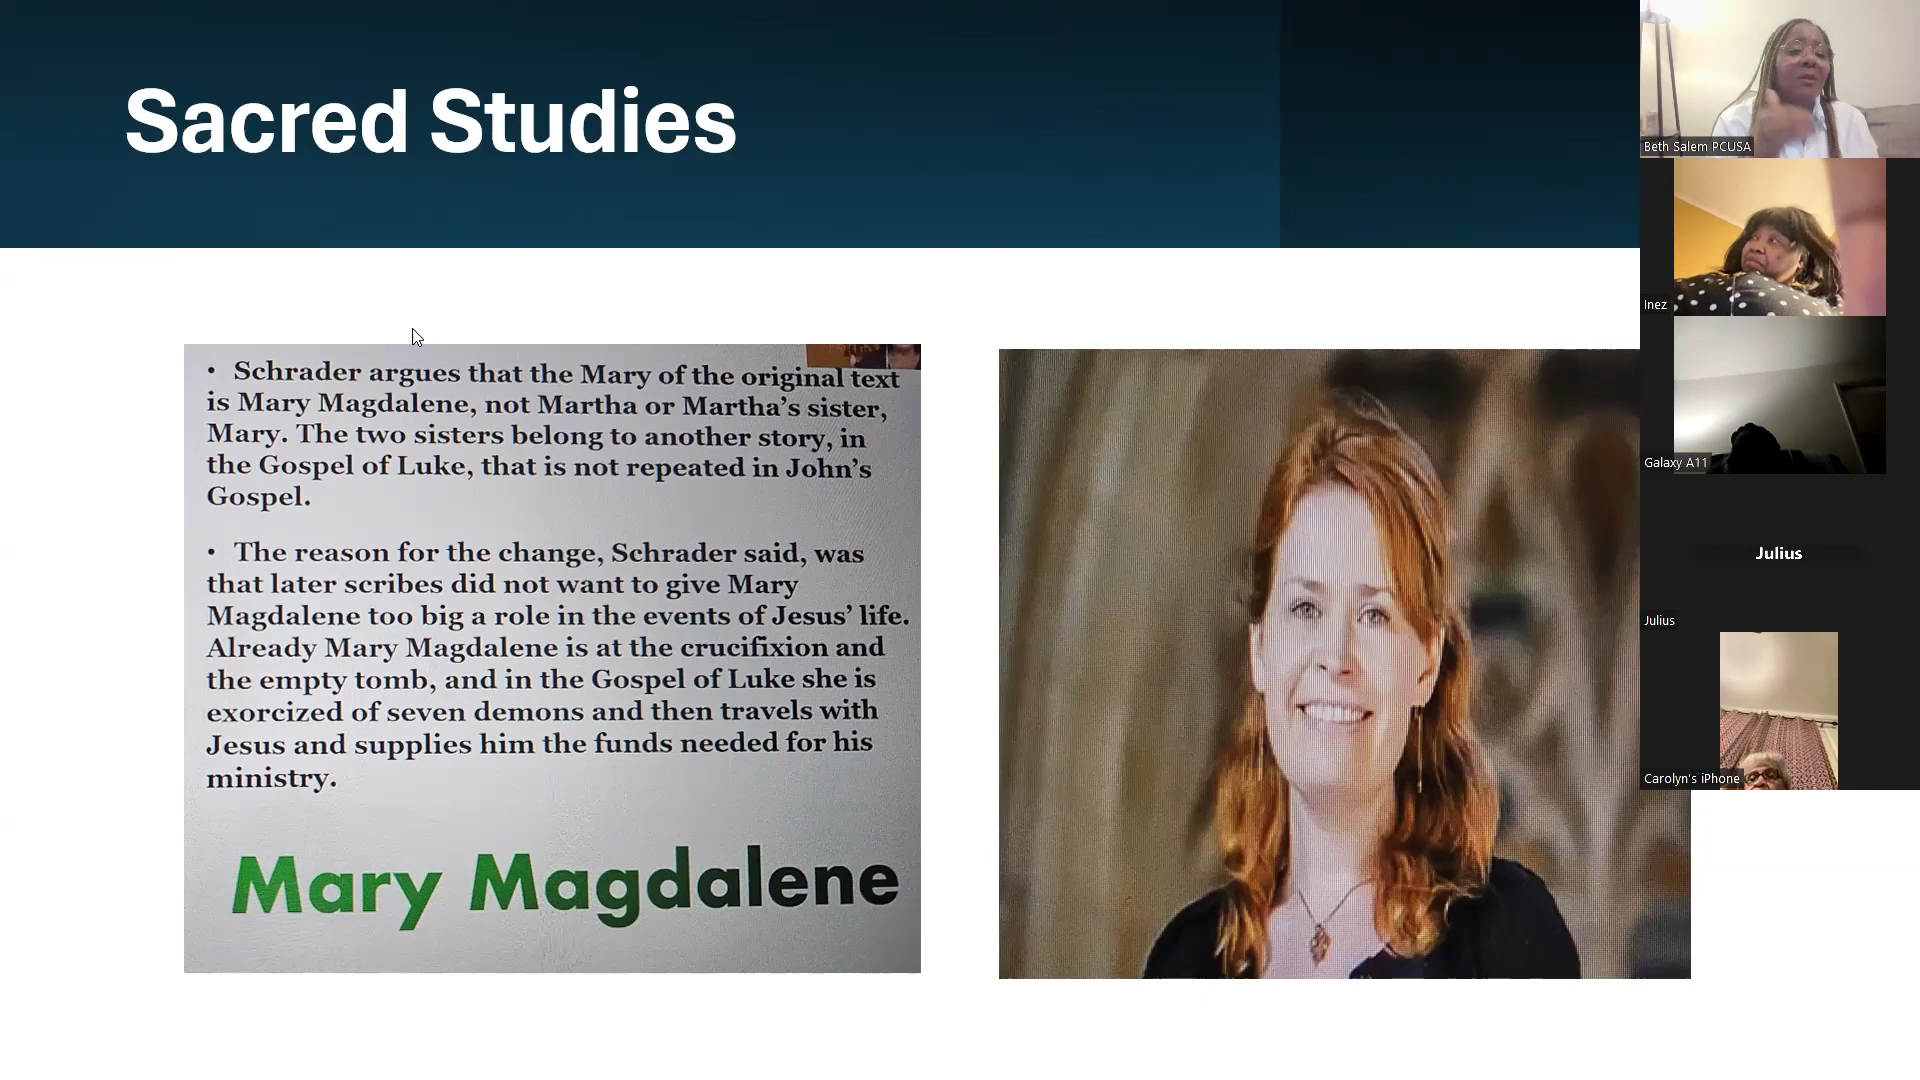 Sacred Studies
• Schrader argues that the Mary of the original text
is Mary Magdalene, not Martha or Martha's sister,
Mary. The two sisters belong to another story, in
the Gospel of Luke, that is not repeated in John's
Gospel.
• The reason for the change, Schrader said, was
that later scribes did not want to give Mary
Magdalene too big a role in the events of Jesus' life.
Already Mary Magdalene is at the crucifixion and
the empty tomb, and in the Gospel of Luke she is
exorcized of seven demons and then travels with
Jesus and supplies him the funds needed for his
ministry.
Mary Magdalene
Beth Salem PCUSA
Inez
Galaxy A11
Julius
Julius
Carolyn's iPhone